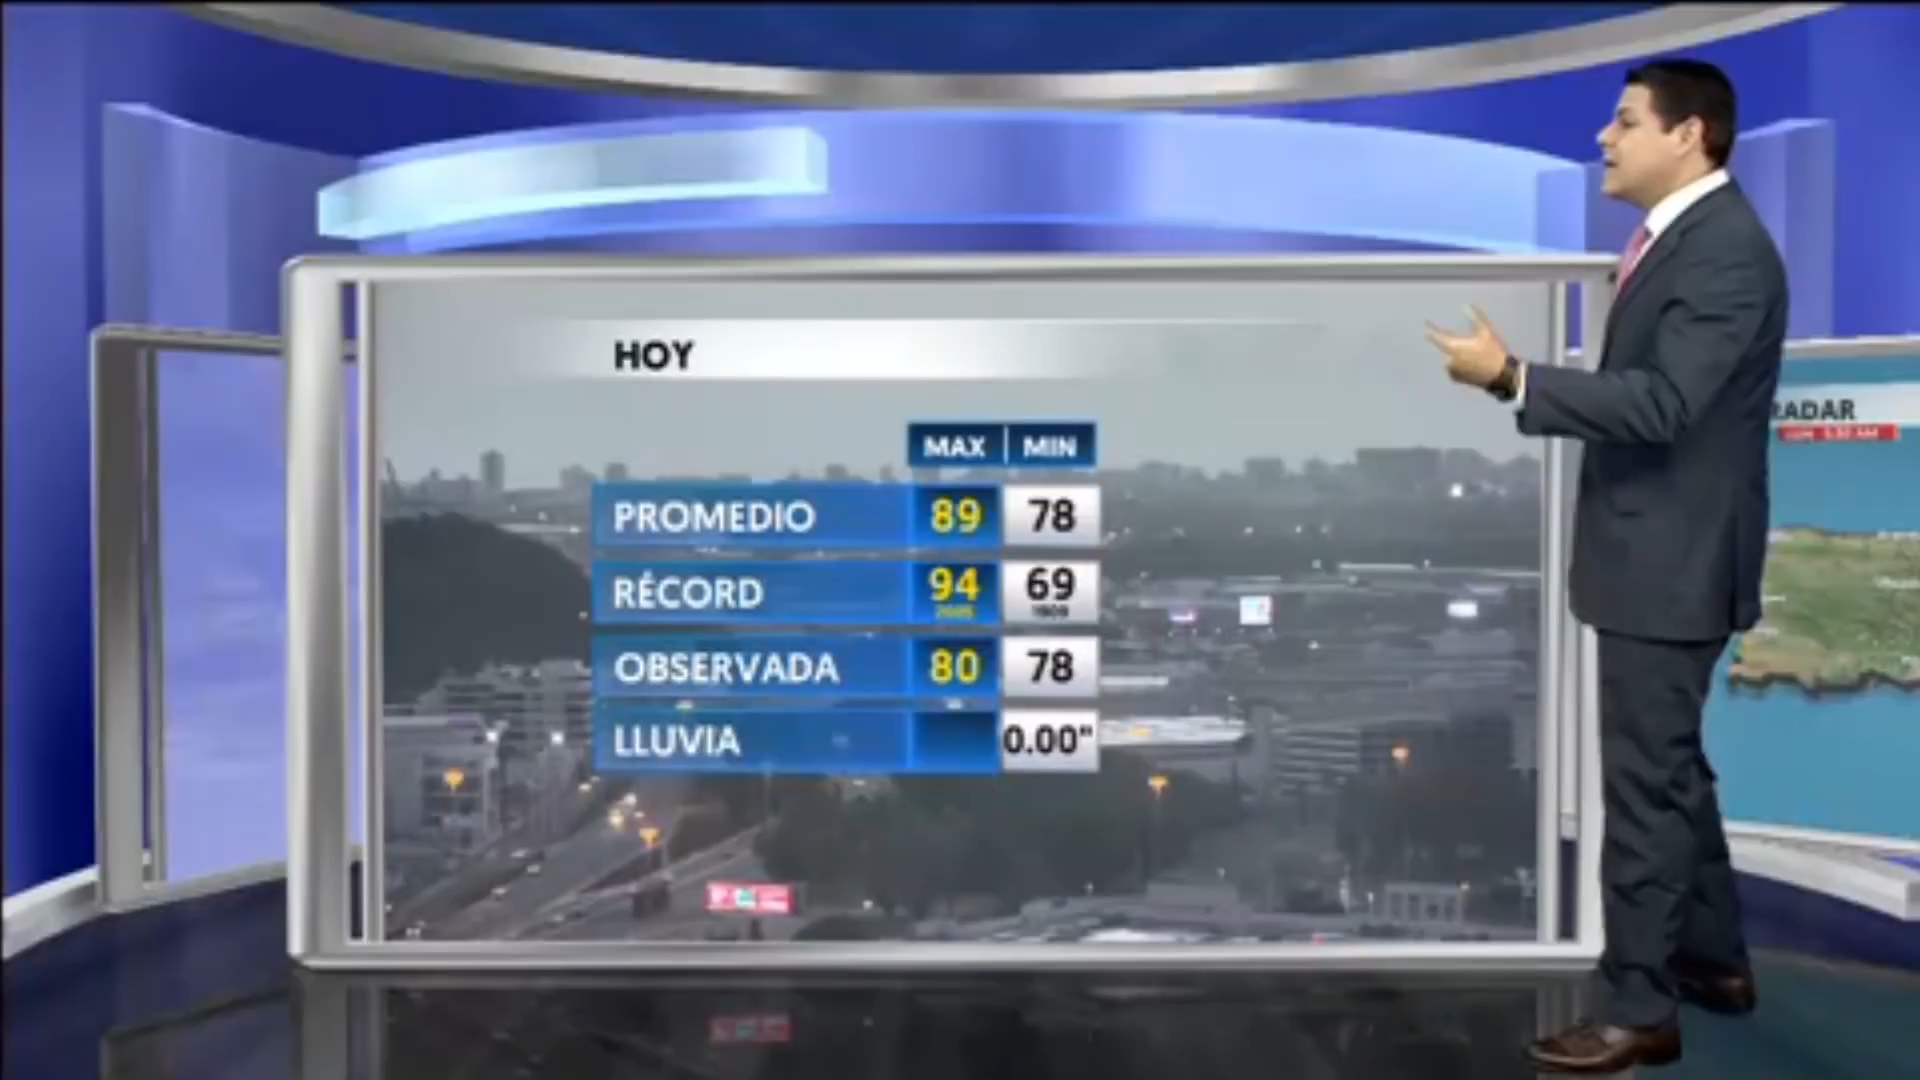 HOY
MAX MIN
PROMEDIO 89 78
RÉCORD 94 69
OBSERVADA 80 78
LLUVIA 0.00"
RADAR